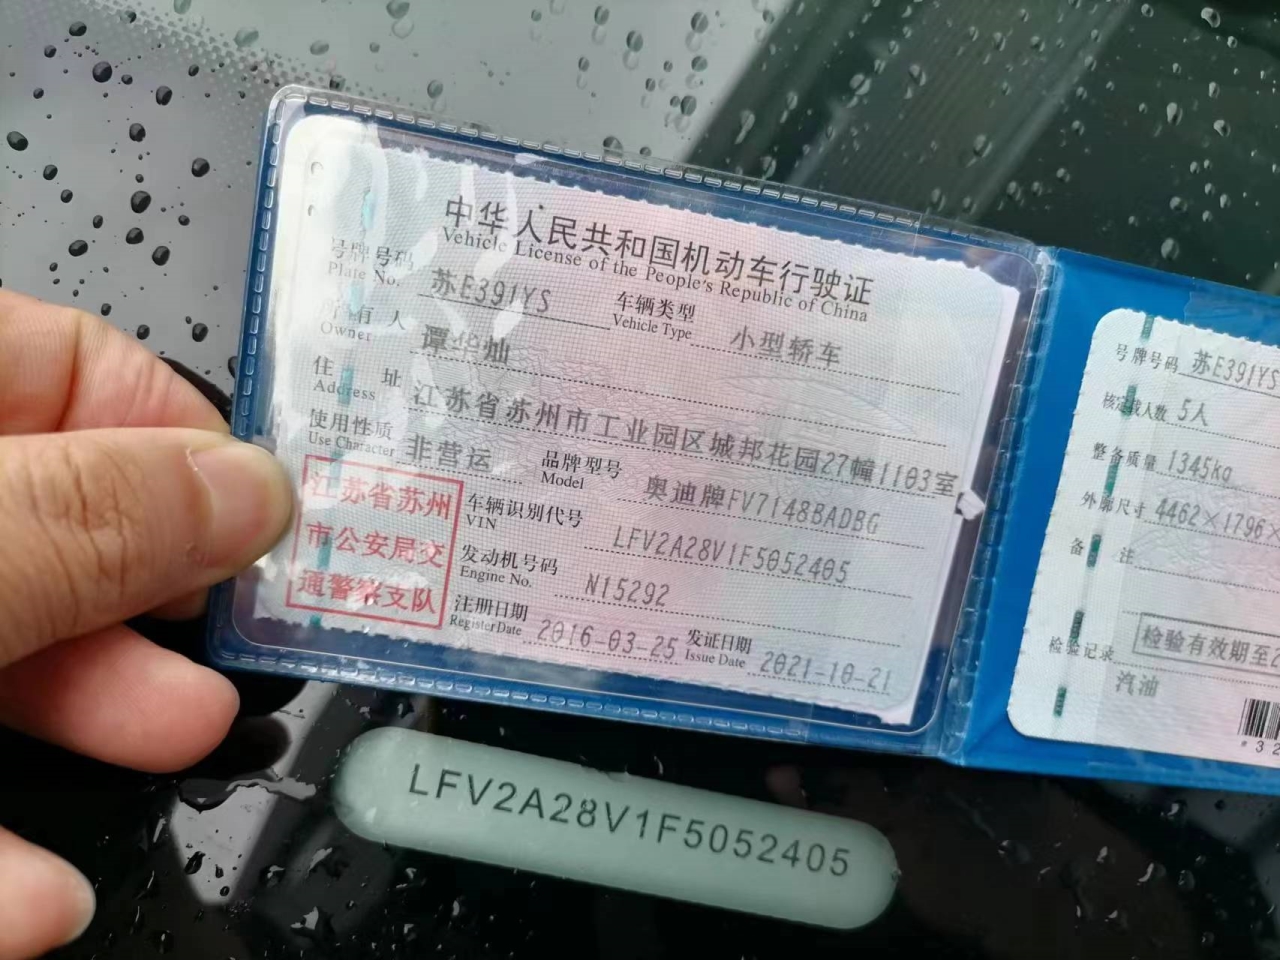 中华人民共和国机动车行驶证
Vehicle License of the People's Republic of China
号牌号码 苏E391YS 车辆类型 小型轿车
Plate No. Vehicle Type
所有人 谭华灿
Owner
住址 江苏省苏州市工业园区城邦花园27幢1103室
Address
使用性质 非营运 品牌型号 奥迪牌FV7148BADBG
Use Character Model
车辆识别代号 LFV2A28V1F5052405
VIN
发动机号码 N15292
Engine No.
注册日期 2016-03-25 发证日期 2021-10-21
Register Date Issue Date
江苏省苏州
市公安局交
通警察支队
号牌号码 苏E391YS
核定载人数 5人
整备质量 1345kg
外廓尺寸 4462×1796×
备注
检验有效期至2
检验记录
汽油
*32
LFV2A28V1F5052405